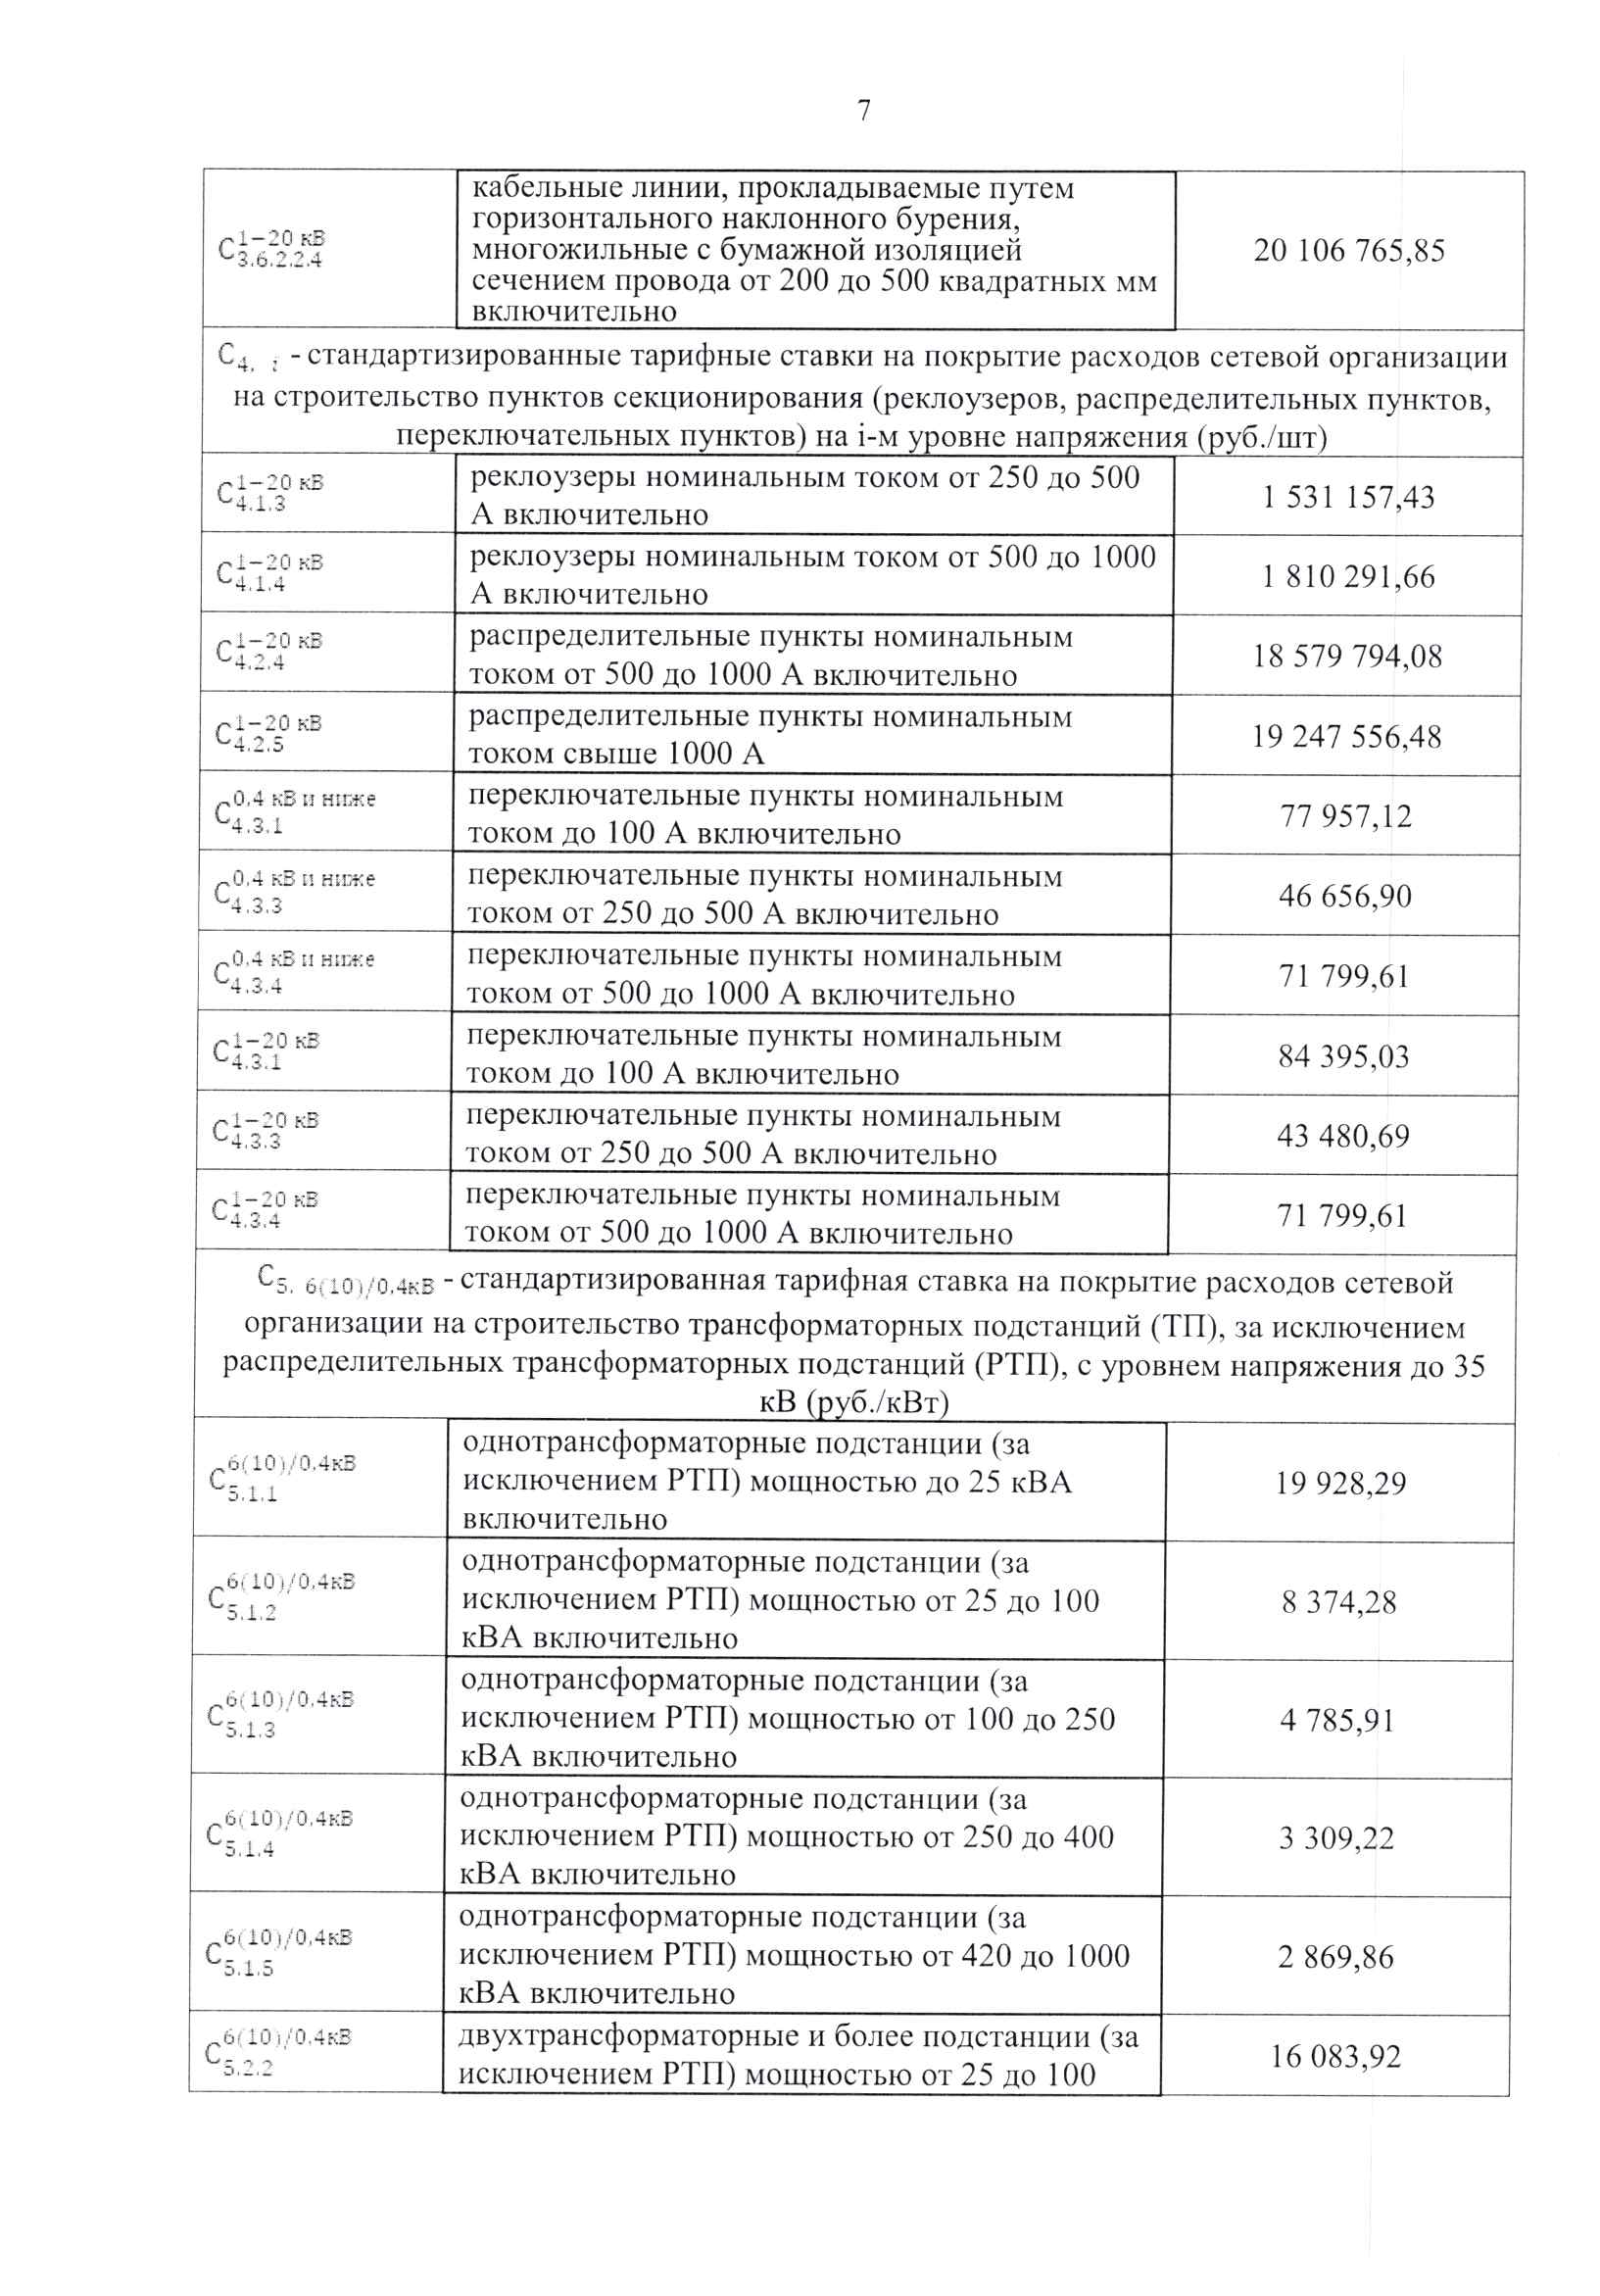 7
C 1-20 кВ 3.6.2.2.4
кабельные линии, прокладываемые путем
горизонтального наклонного бурения,
многожильные с бумажной изоляцией
сечением провода от 200 до 500 квадратных мм
включительно
20 106 765,85
C4, i - стандартизированные тарифные ставки на покрытие расходов сетевой организации
на строительство пунктов секционирования (реклоузеров, распределительных пунктов,
переключательных пунктов) на i-м уровне напряжения (руб./шт)
C 1-20 кВ 4.1.3
реклоузеры номинальным током от 250 до 500
А включительно
1 531 157,43
C 1-20 кВ 4.1.4
реклоузеры номинальным током от 500 до 1000
А включительно
1 810 291,66
C 1-20 кВ 4.2.4
распределительные пункты номинальным
током от 500 до 1000 А включительно
18 579 794,08
C 1-20 кВ 4.2.5
распределительные пункты номинальным
током свыше 1000 А
19 247 556,48
C 0,4 кВ и ниже 4.3.1
переключательные пункты номинальным
током до 100 А включительно
77 957,12
C 0,4 кВ и ниже 4.3.3
переключательные пункты номинальным
током от 250 до 500 А включительно
46 656,90
C 0,4 кВ и ниже 4.3.4
переключательные пункты номинальным
током от 500 до 1000 А включительно
71 799,61
C 1-20 кВ 4.3.1
переключательные пункты номинальным
током до 100 А включительно
84 395,03
C 1-20 кВ 4.3.3
переключательные пункты номинальным
током от 250 до 500 А включительно
43 480,69
C 1-20 кВ 4.3.4
переключательные пункты номинальным
током от 500 до 1000 А включительно
71 799,61
C5, 6(10)/0,4кВ - стандартизированная тарифная ставка на покрытие расходов сетевой
организации на строительство трансформаторных подстанций (ТП), за исключением
распределительных трансформаторных подстанций (РТП), с уровнем напряжения до 35
кВ (руб./кВт)
C 6(10)/0,4кВ 5.1.1
однотрансформаторные подстанции (за
исключением РТП) мощностью до 25 кВА
включительно
19 928,29
C 6(10)/0,4кВ 5.1.2
однотрансформаторные подстанции (за
исключением РТП) мощностью от 25 до 100
кВА включительно
8 374,28
C 6(10)/0,4кВ 5.1.3
однотрансформаторные подстанции (за
исключением РТП) мощностью от 100 до 250
кВА включительно
4 785,91
C 6(10)/0,4кВ 5.1.4
однотрансформаторные подстанции (за
исключением РТП) мощностью от 250 до 400
кВА включительно
3 309,22
C 6(10)/0,4кВ 5.1.5
однотрансформаторные подстанции (за
исключением РТП) мощностью от 420 до 1000
кВА включительно
2 869,86
C 6(10)/0,4кВ 5.2.2
двухтрансформаторные и более подстанции (за
исключением РТП) мощностью от 25 до 100
16 083,92